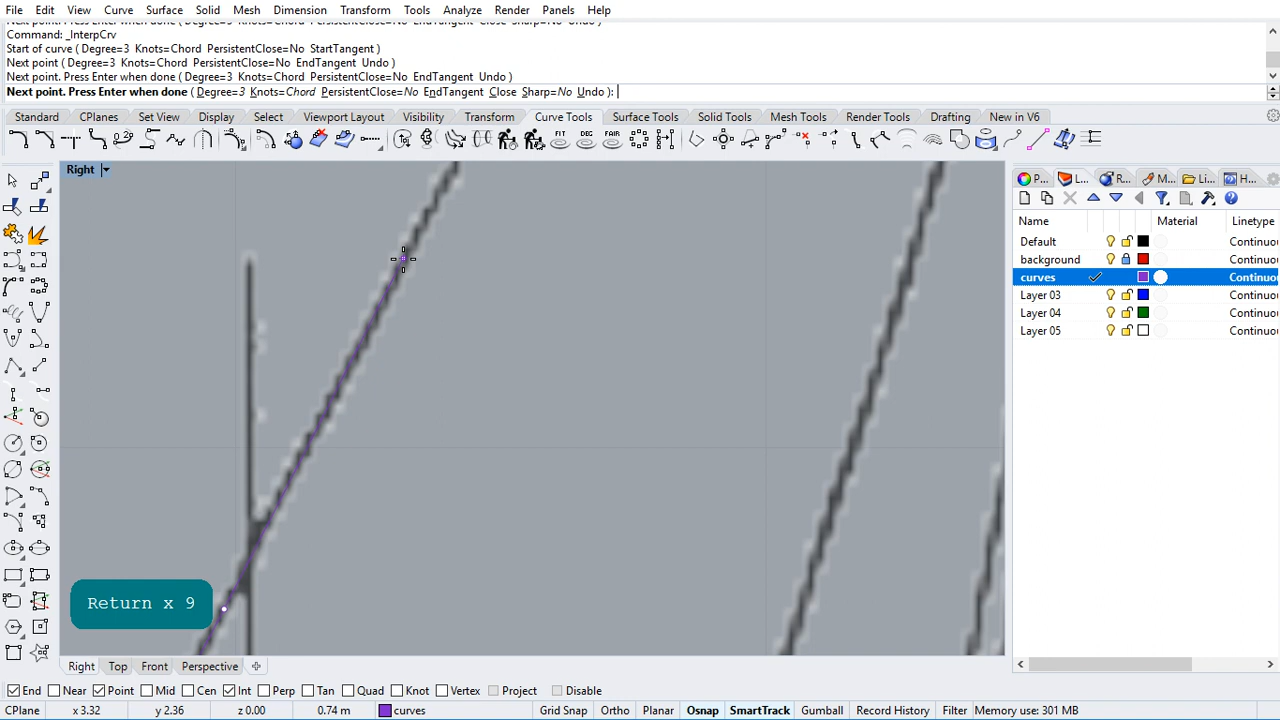 File Edit View Curve Surface Solid Mesh Dimension Transform Tools Analyze Render Panels Help
Command: _InterpCrv
Start of curve ( Degree=3 Knots=Chord PersistentClose=No StartTangent )
Next point ( Degree=3 Knots=Chord PersistentClose=No EndTangent Undo )
Next point. Press Enter when done ( Degree=3 Knots=Chord PersistentClose=No EndTangent Undo )
Next point. Press Enter when done ( Degree=3 Knots=Chord PersistentClose=No EndTangent Close Sharp=No Undo ):
Standard CPlanes Set View Display Select Viewport Layout Visibility Transform Curve Tools Surface Tools Solid Tools Mesh Tools Render Tools Drafting New in V6
FIT DEG FAIR
Right
P... L... R... M... Li... H...
Name Material Linetype
Default Continuo
background Continuo
curves Continuo
Layer 03 Continuo
Layer 04 Continuo
Layer 05 Continuo
Return x 9
Right Top Front Perspective
End Near Point Mid Cen Int Perp Tan Quad Knot Vertex Project Disable
CPlane x 3.32 y 2.36 z 0.00 0.74 m curves Grid Snap Ortho Planar Osnap SmartTrack Gumball Record History Filter Memory use: 301 MB